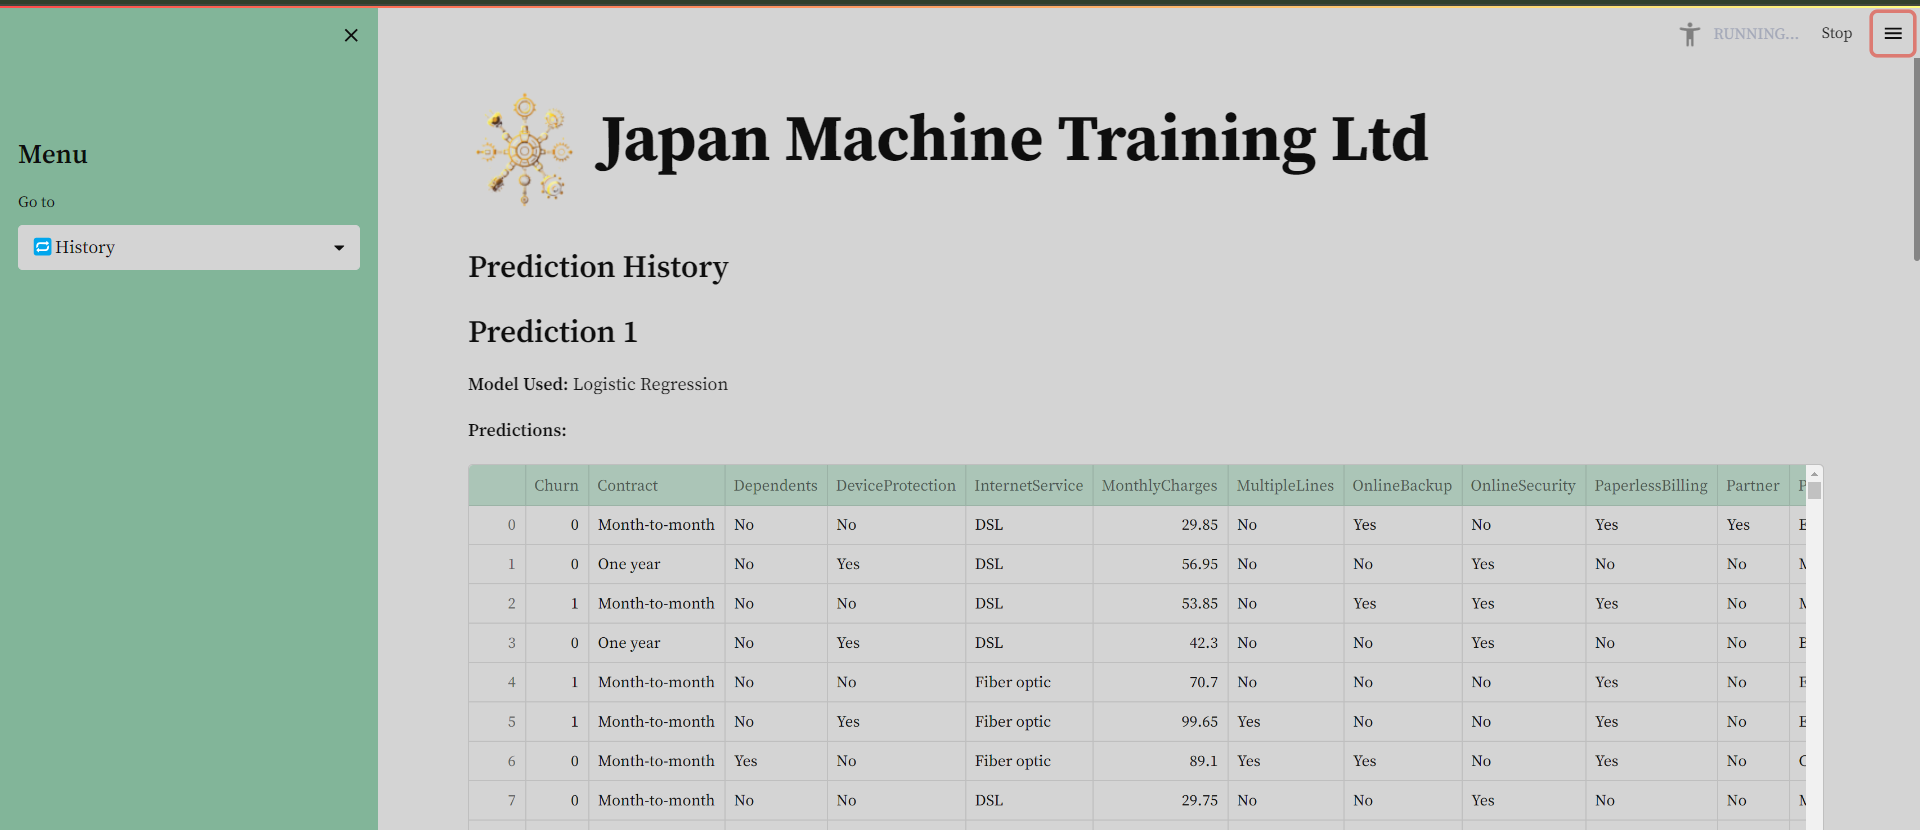 RUNNING... Stop
Menu
Go to
History
Japan Machine Training Ltd
Prediction History
Prediction 1
Model Used: Logistic Regression
Predictions:
Churn Contract Dependents DeviceProtection InternetService MonthlyCharges MultipleLines OnlineBackup OnlineSecurity PaperlessBilling Partner P
0 0 Month-to-month No No DSL 29.85 No Yes No Yes Yes E
1 0 One year No Yes DSL 56.95 No No Yes No No M
2 1 Month-to-month No No DSL 53.85 No Yes Yes Yes No M
3 0 One year No Yes DSL 42.3 No No Yes No No B
4 1 Month-to-month No No Fiber optic 70.7 No No No Yes No E
5 1 Month-to-month No Yes Fiber optic 99.65 Yes No No Yes No E
6 0 Month-to-month Yes No Fiber optic 89.1 Yes Yes No Yes No C
7 0 Month-to-month No No DSL 29.75 No No Yes No No M